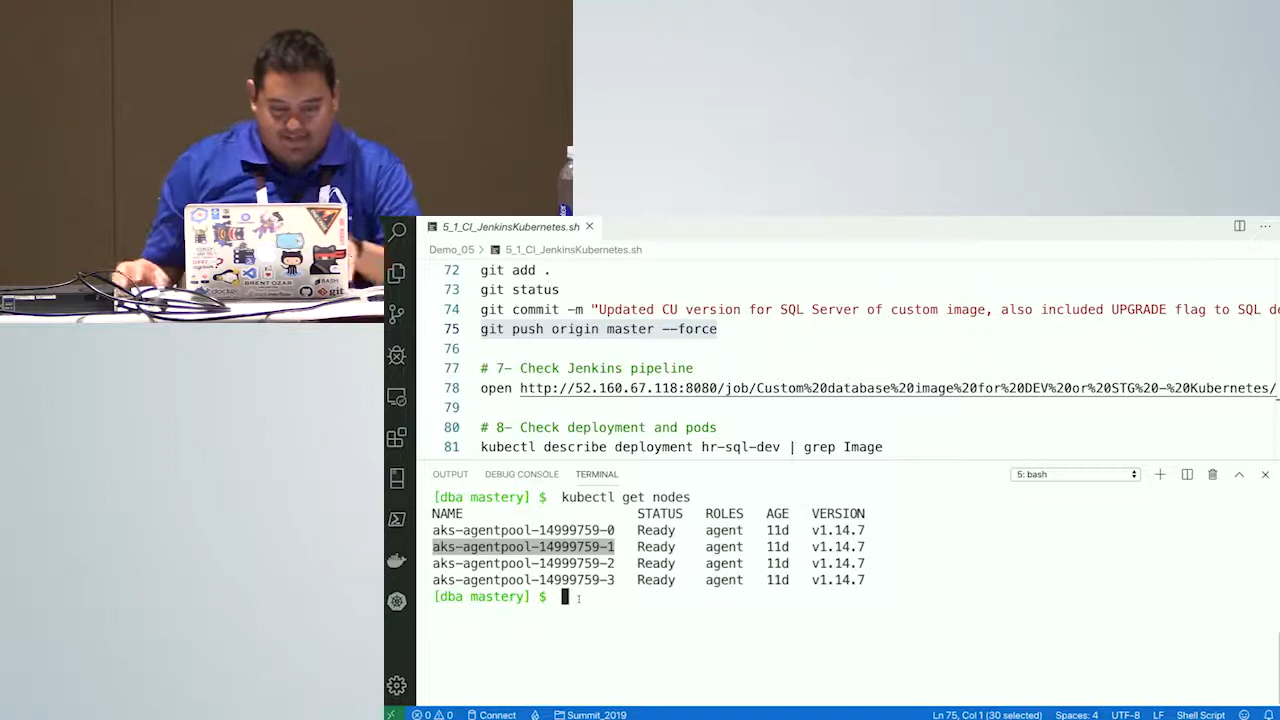 docker
BRENT OZAR
BASH
git
5_1_CI_JenkinsKubernetes.sh
Demo_05 > 5_1_CI_JenkinsKubernetes.sh
72 git add .
73 git status
74 git commit -m "Updated CU version for SQL Server of custom image, also included UPGRADE flag to SQL de
75 git push origin master --force
76
77 # 7- Check Jenkins pipeline
78 open http://52.160.67.118:8080/job/Custom%20database%20image%20for%20DEV%20or%20STG%20-%20Kubernetes/
79
80 # 8- Check deployment and pods
81 kubectl describe deployment hr-sql-dev | grep Image
OUTPUT DEBUG CONSOLE TERMINAL 5: bash
[dba mastery] $ kubectl get nodes
NAME STATUS ROLES AGE VERSION
aks-agentpool-14999759-0 Ready agent 11d v1.14.7
aks-agentpool-14999759-1 Ready agent 11d v1.14.7
aks-agentpool-14999759-2 Ready agent 11d v1.14.7
aks-agentpool-14999759-3 Ready agent 11d v1.14.7
[dba mastery] $
0 0 Connect Summit_2019 Ln 75, Col 1 (30 selected) Spaces: 4 UTF-8 LF Shell Script